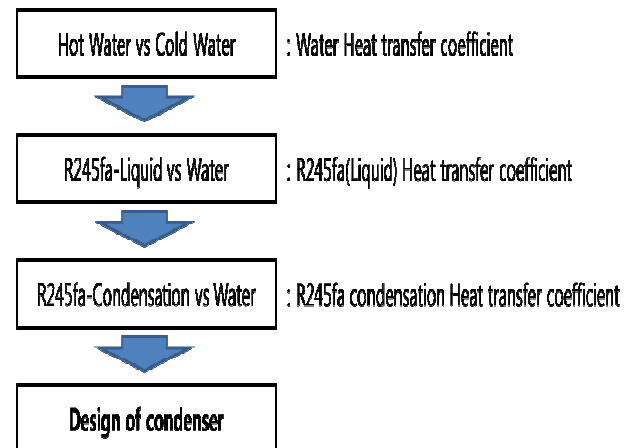 Hot Water vs Cold Water : Water Heat transfer coefficient
R245fa-Liquid vs Water : R245fa(Liquid) Heat transfer coefficient
R245fa-Condensation vs Water : R245fa condensation Heat transfer coefficient
Design of condenser